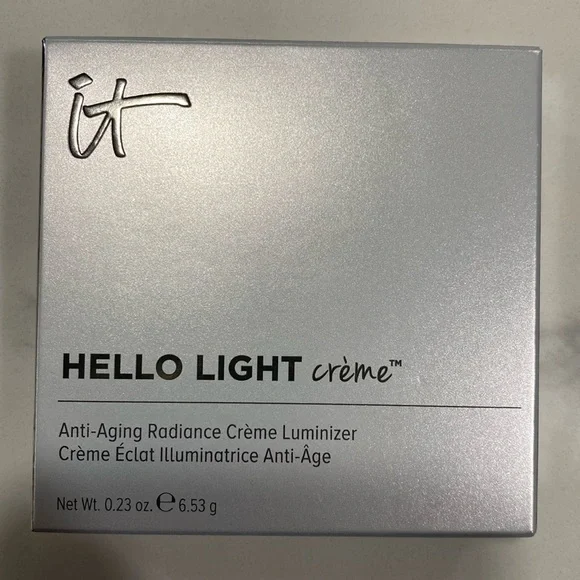 it
HELLO LIGHT crème™
Anti-Aging Radiance Crème Luminizer
Crème Éclat Illuminatrice Anti-Âge
Net Wt. 0.23 oz. ℮ 6.53 g